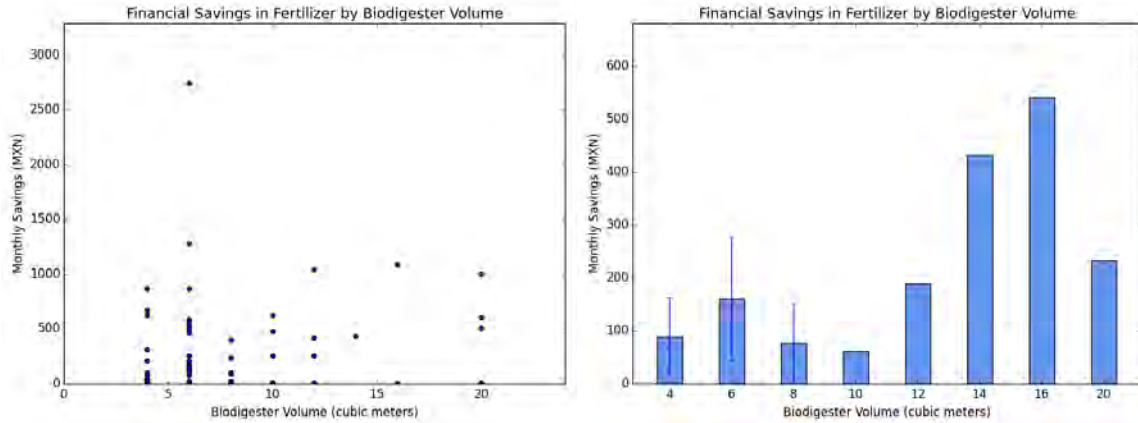 Financial Savings in Fertilizer by Biodigester Volume
3000
2500
2000
1500
1000
500
0
Monthly Savings (MXN)
0 5 10 15 20
Biodigester Volume (cubic meters)
Financial Savings in Fertilizer by Biodigester Volume
600
500
400
300
200
100
0
Monthly Savings (MXN)
4 6 8 10 12 14 16 20
Biodigester Volume (cubic meters)